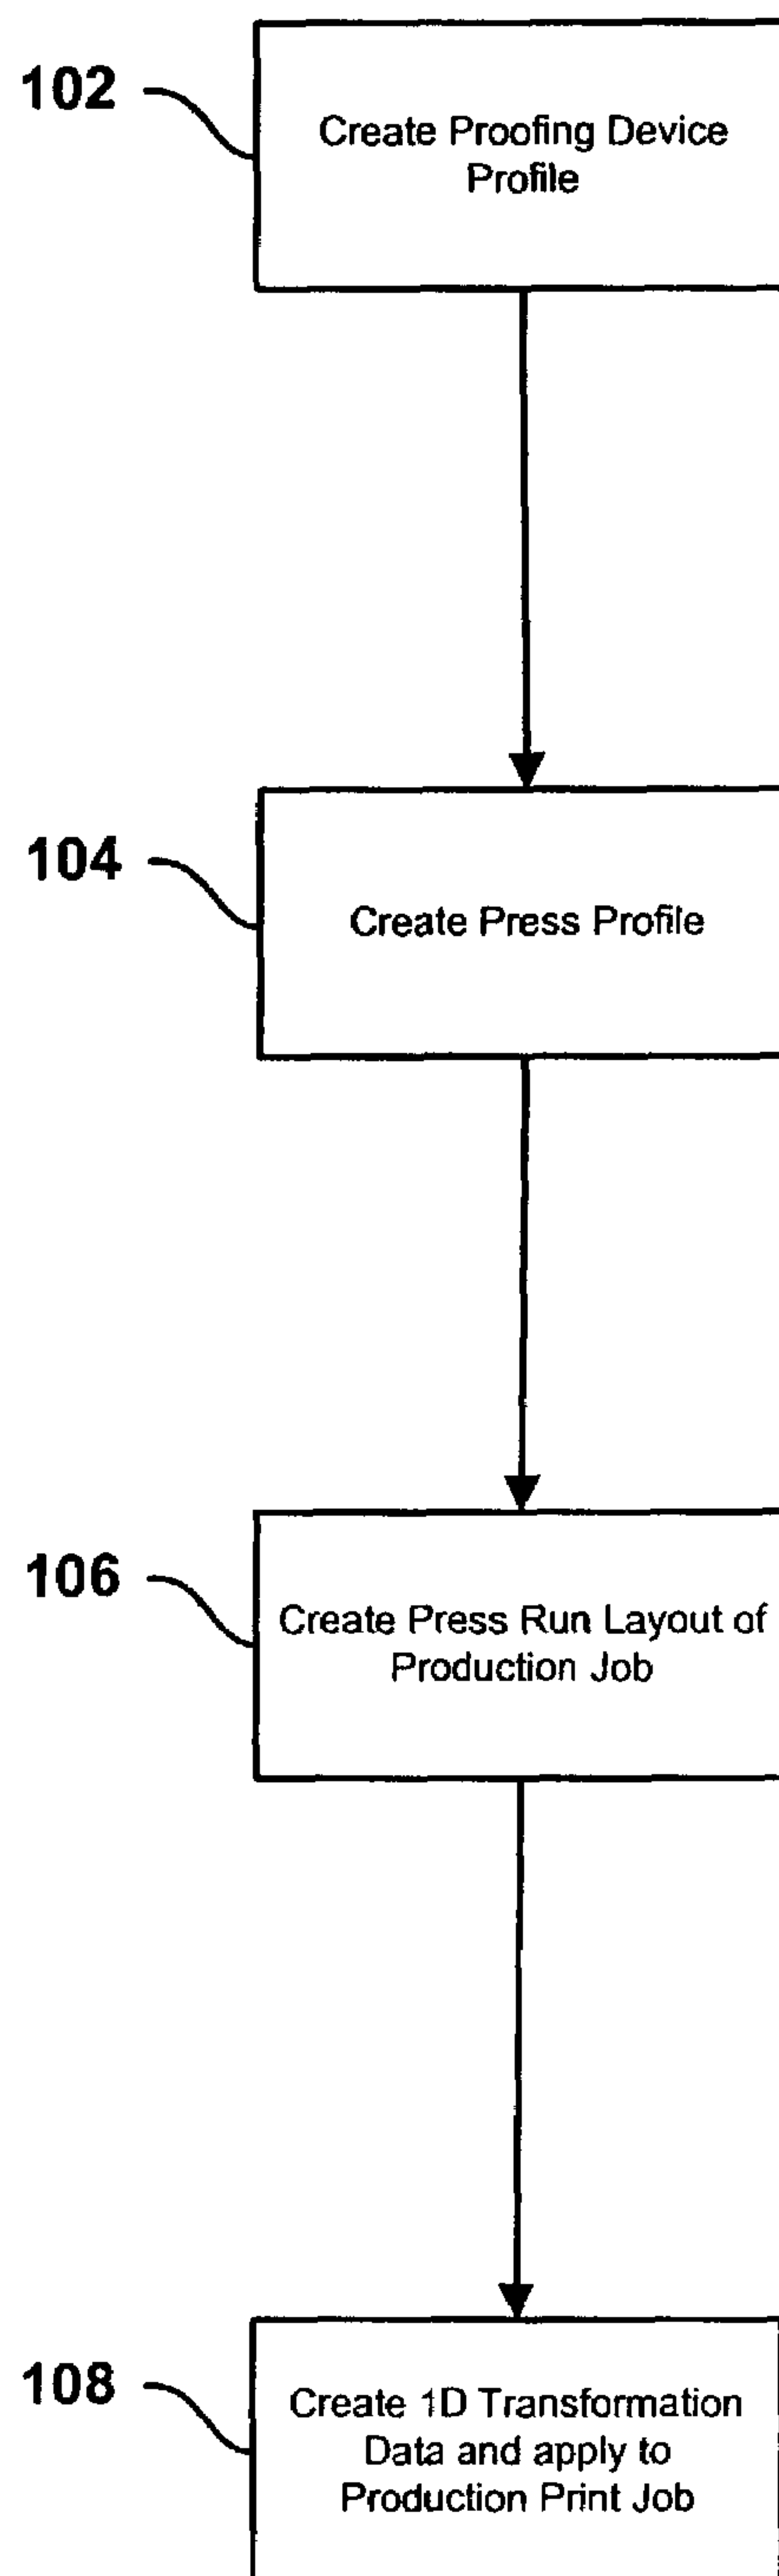 102
Create Proofing Device
Profile
104
Create Press Profile
106
Create Press Run Layout of
Production Job
108
Create 1D Transformation
Data and apply to
Production Print Job